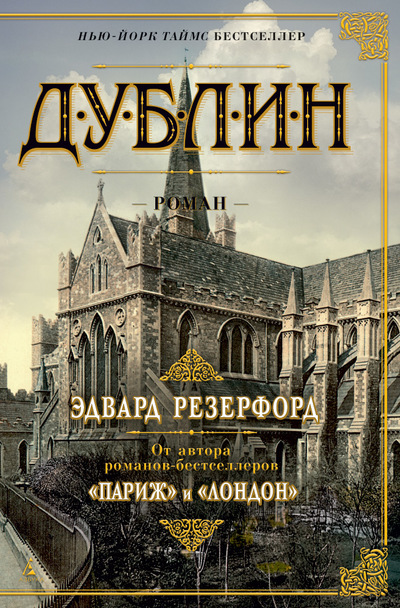 НЬЮ-ЙОРК ТАЙМС БЕСТСЕЛЛЕР
Д·У·Б·Л·И·Н
— РОМАН —
ЭДВАРД РЕЗЕРФОРД
От автора
романов-бестселлеров
«ПАРИЖ» и «ЛОНДОН»